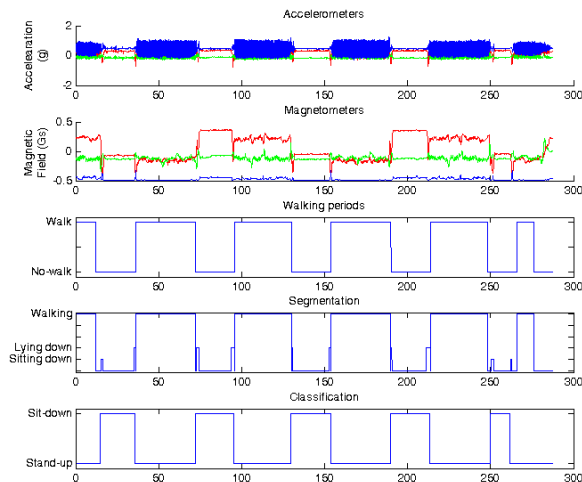 Accelerometers
Accelearation
(g)
2
0
-2
0 50 100 150 200 250 300
Magnetometers
Magnetic
Field (Gs)
0.5
0
-0.5
0 50 100 150 200 250 300
Walking periods
Walk
No-walk
0 50 100 150 200 250 300
Segmentation
Walking
Lying down
Sitting down
0 50 100 150 200 250 300
Classification
Sit-down
Stand-up
0 50 100 150 200 250 300